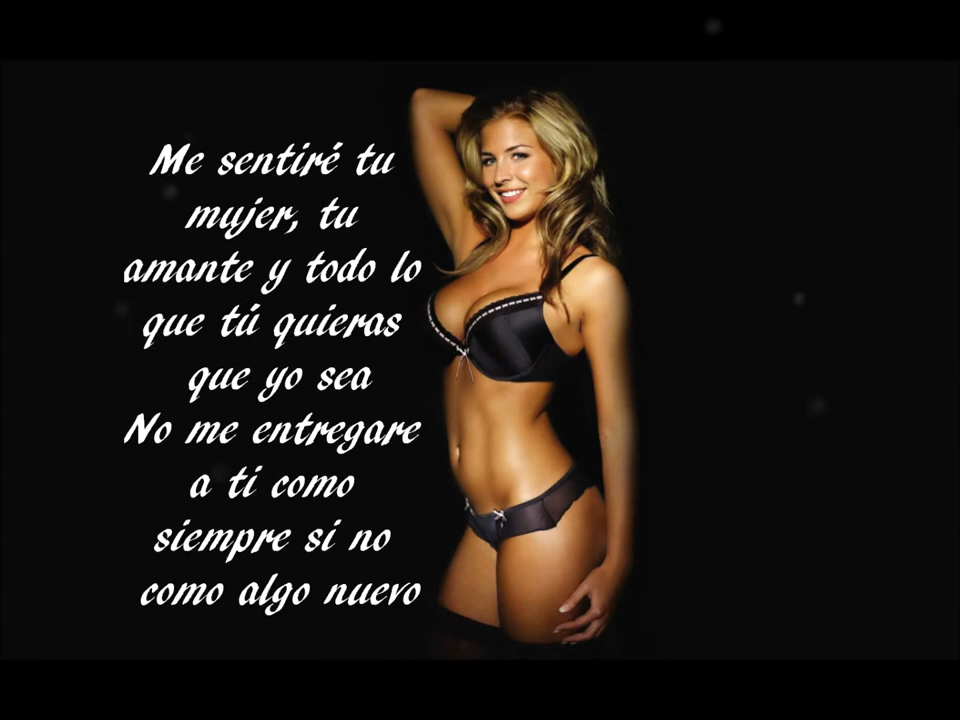 Me sentiré tu
mujer, tu
amante y todo lo
que tú quieras
que yo sea
No me entregare
a ti como
siempre si no
como algo nuevo